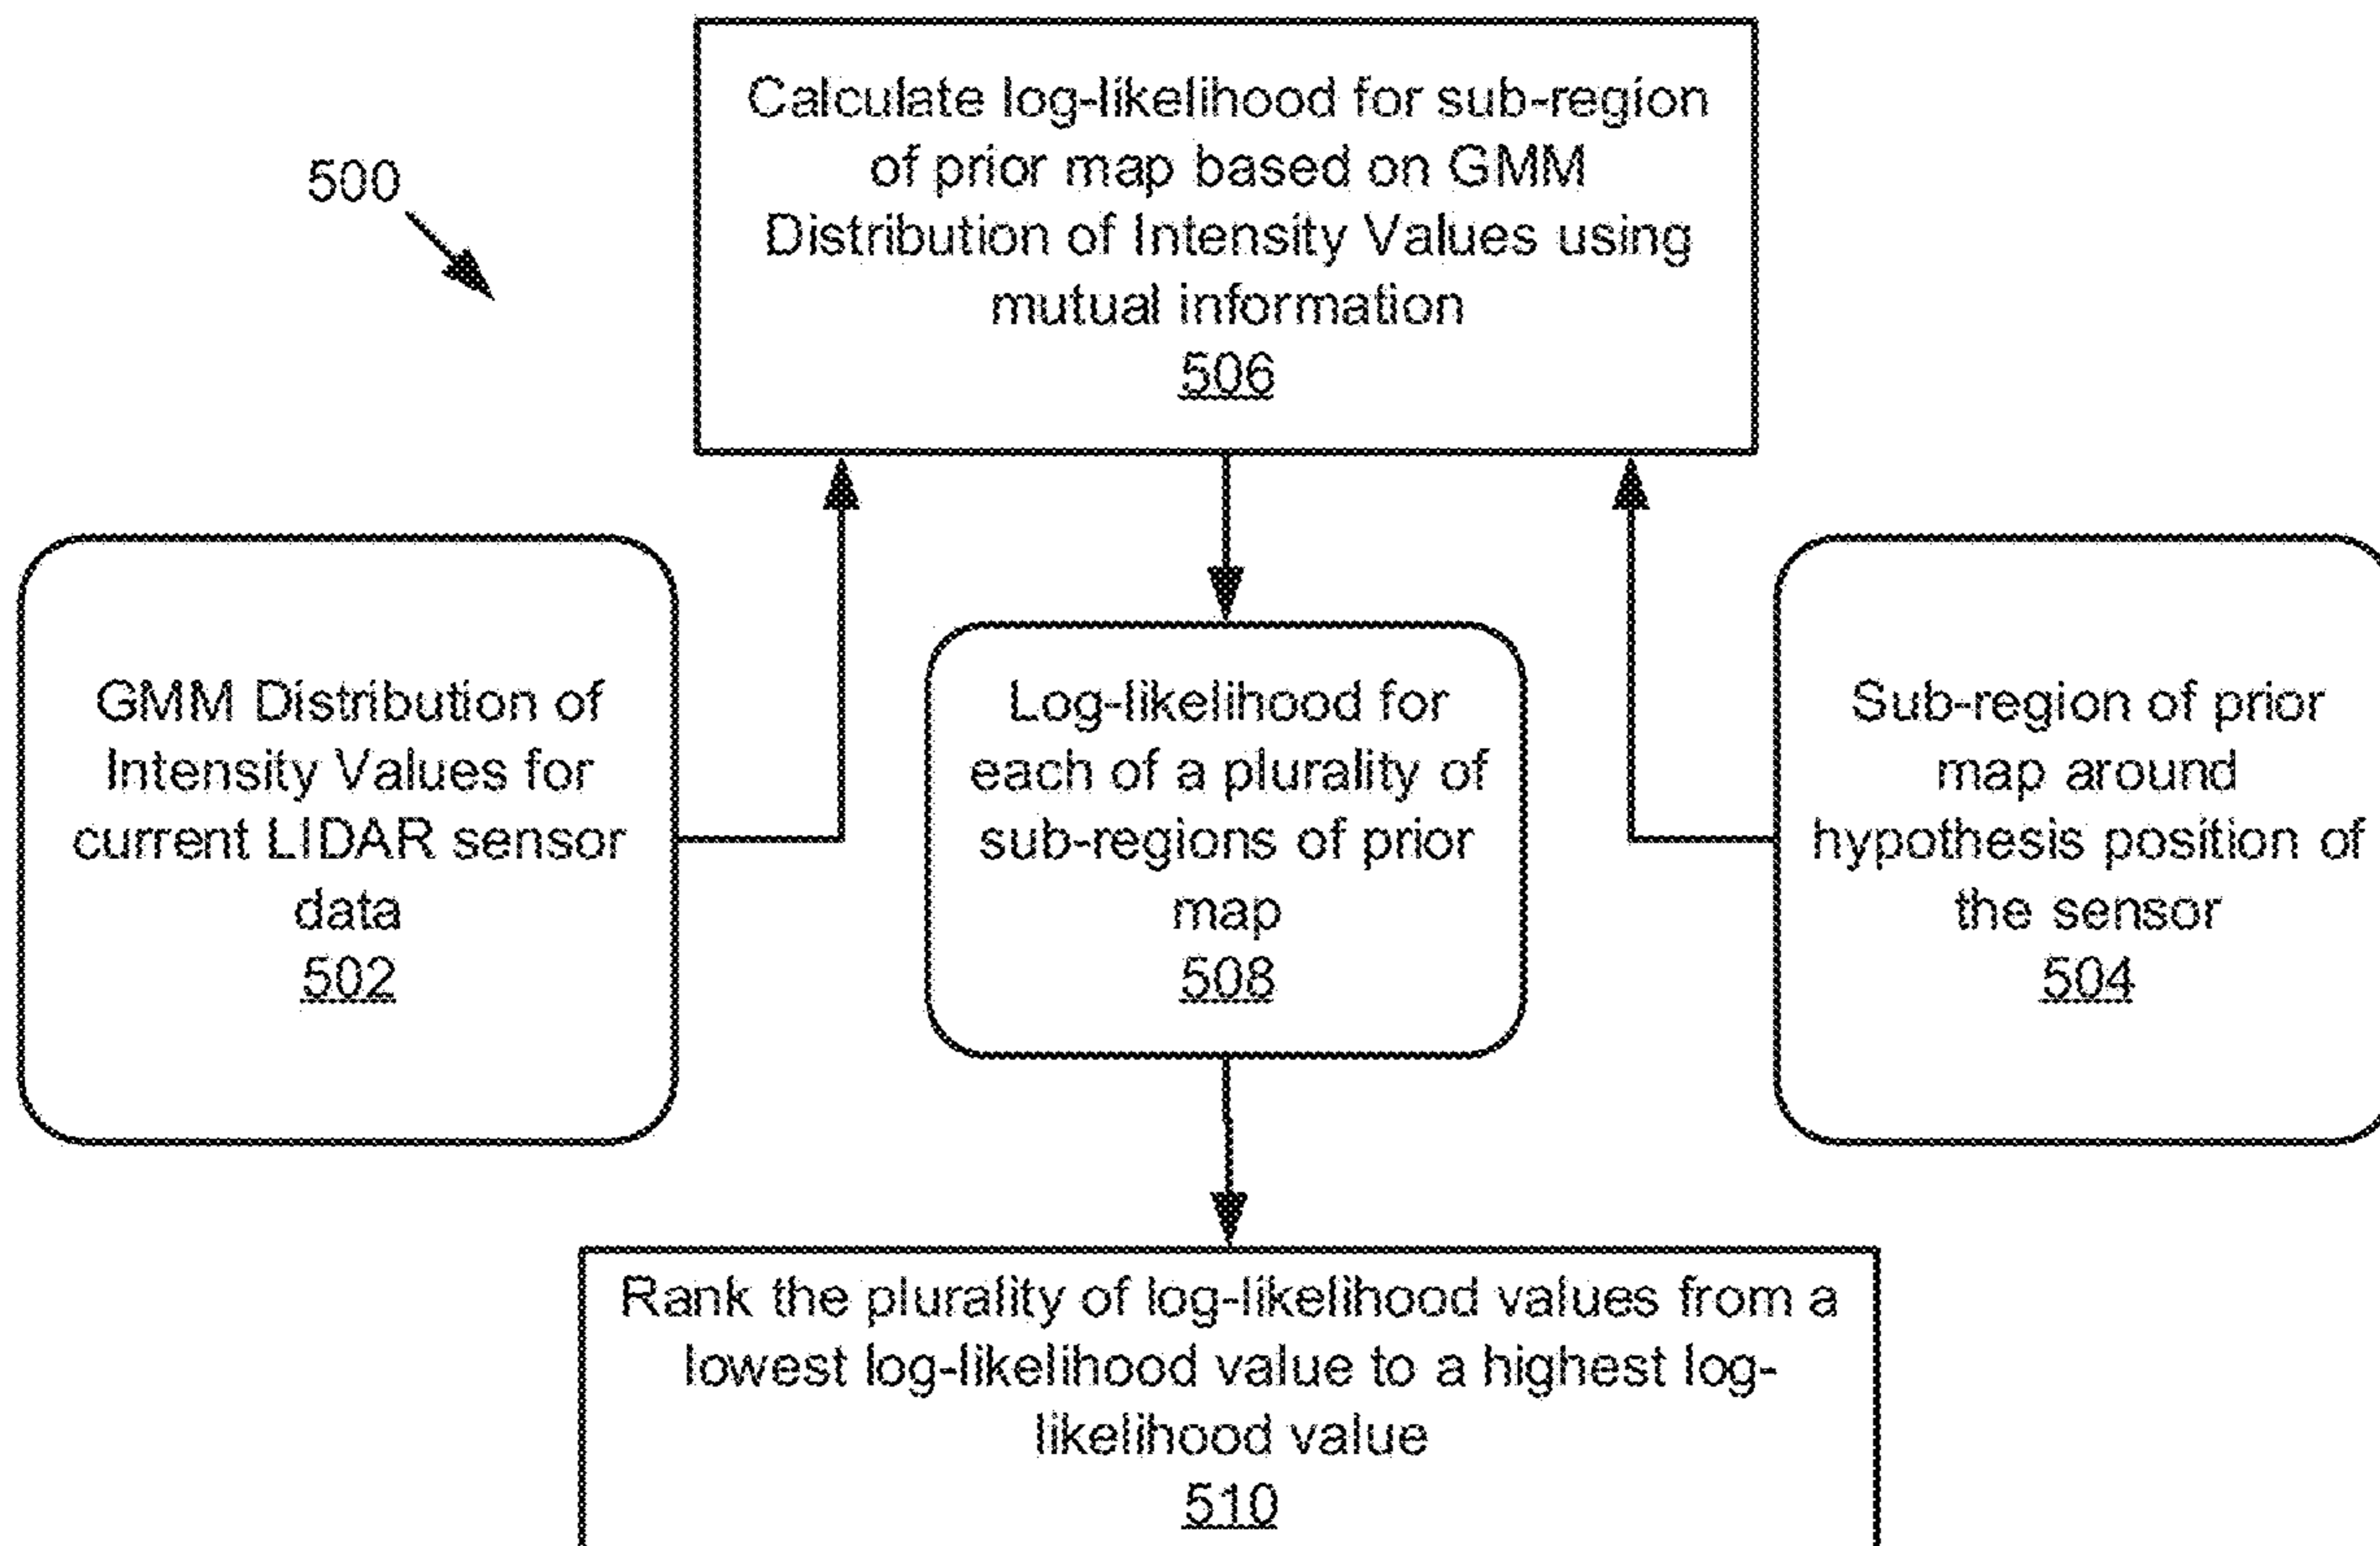 500
Calculate log-likelihood for sub-region
of prior map based on GMM
Distribution of Intensity Values using
mutual information
506
GMM Distribution of
Intensity Values for
current LIDAR sensor
data
502
Log-likelihood for
each of a plurality of
sub-regions of prior
map
508
Sub-region of prior
map around
hypothesis position of
the sensor
504
Rank the plurality of log-likelihood values from a
lowest log-likelihood value to a highest log-
likelihood value
510